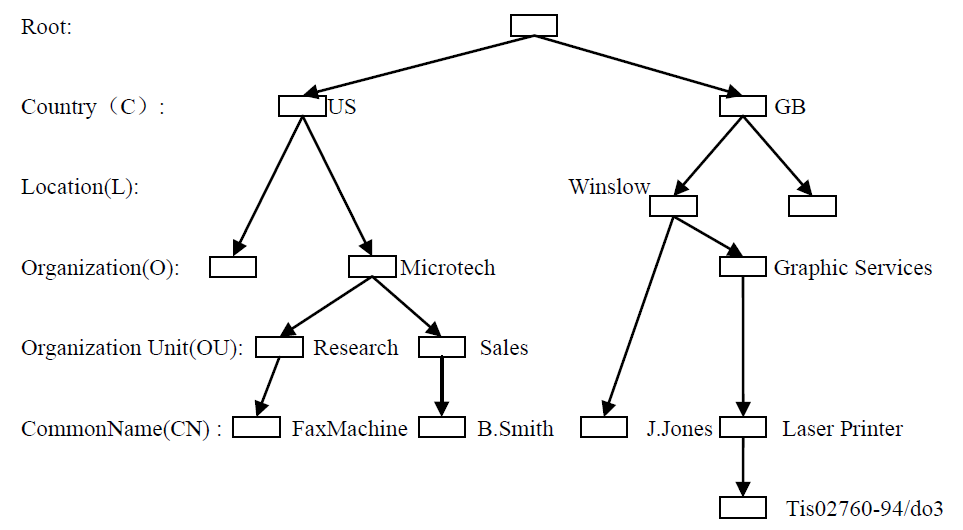 Root:
Country（C）: US GB
Location(L): Winslow
Organization(O): Microtech Graphic Services
Organization Unit(OU): Research Sales
CommonName(CN) : FaxMachine B.Smith J.Jones Laser Printer
Tis02760-94/do3